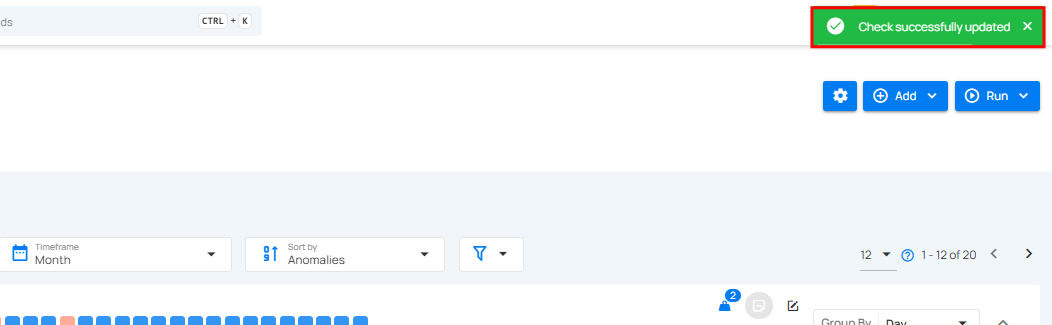 ds
CTRL + K
Check successfully updated
Add
Run
Timeframe
Month
Sort by
Anomalies
12
1 - 12 of 20
2
Group By
Day